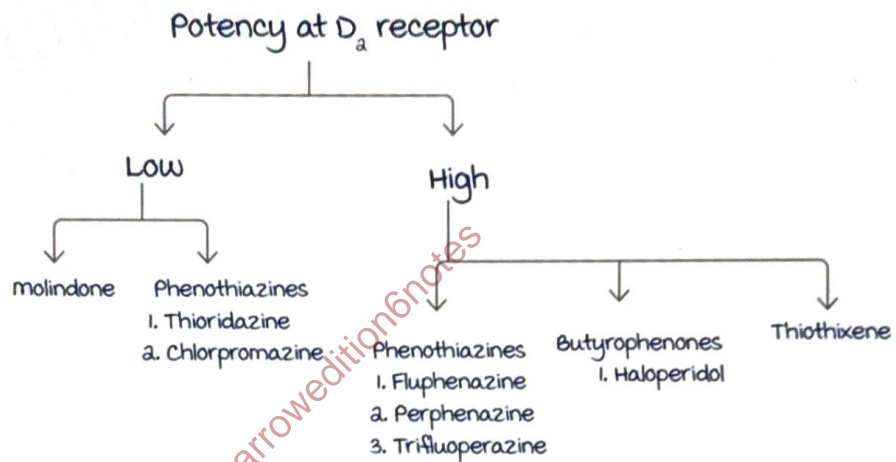 Potency at D₂ receptor
Low
High
molindone
Phenothiazines
1. Thioridazine
2. Chlorpromazine
Phenothiazines
1. Fluphenazine
2. Perphenazine
3. Trifluoperazine
Butyrophenones
1. Haloperidol
Thiothixene
arrowedition6notes